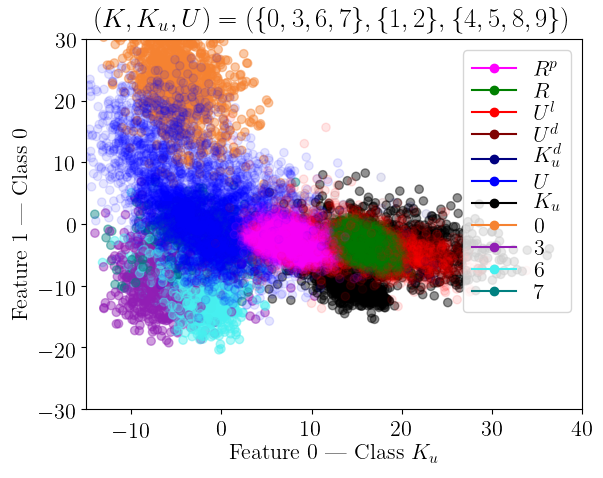 (K, K_u, U) = ({0, 3, 6, 7}, {1, 2}, {4, 5, 8, 9})
30
20
10
0
−10
−20
−30
−10
0
10
20
30
40
Feature 1 — Class 0
Feature 0 — Class K_u
R^p
R
U^l
U^d
K_u^d
U
K_u
0
3
6
7